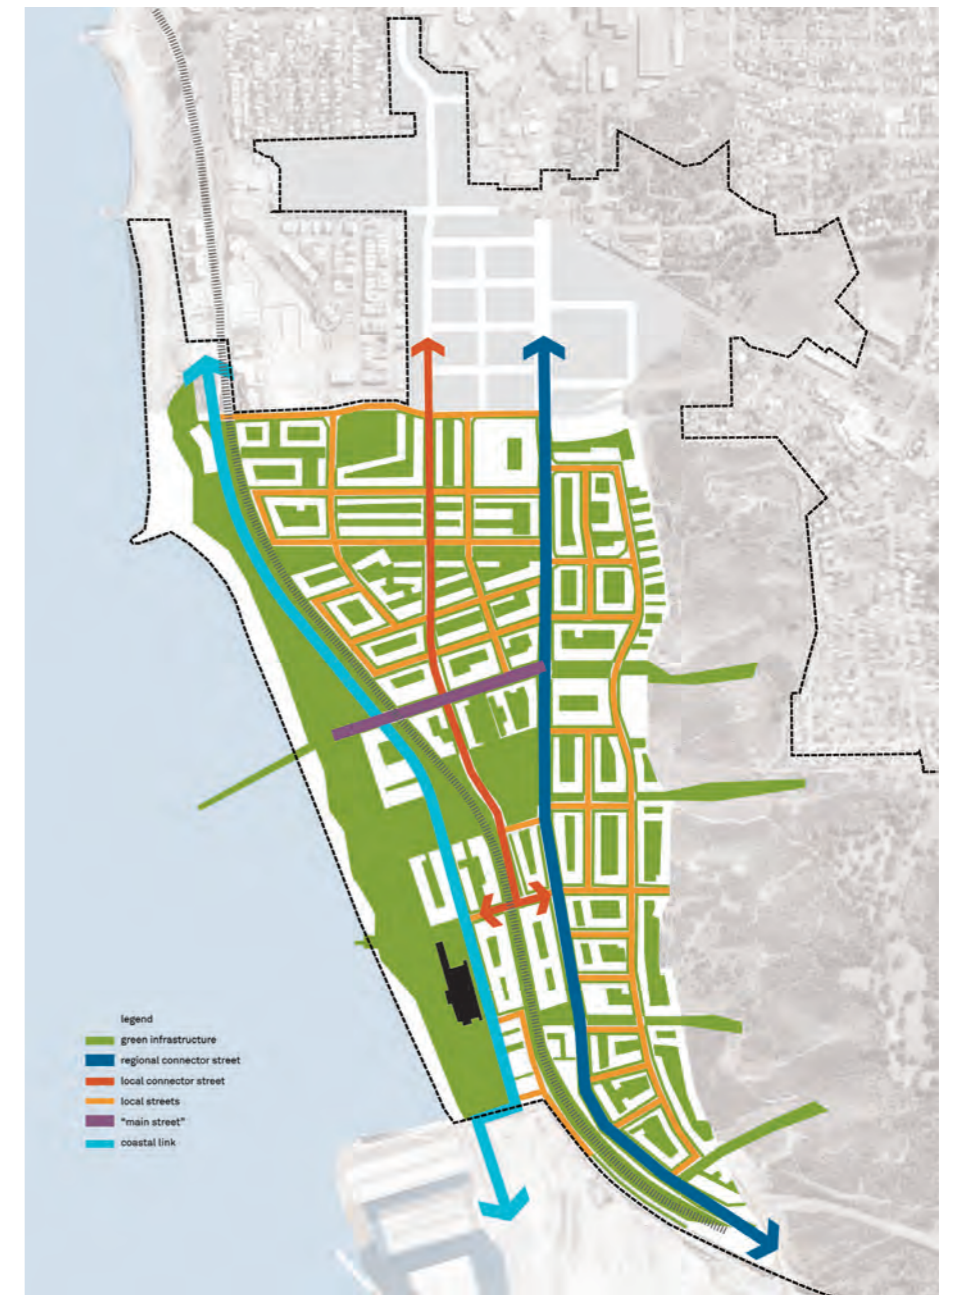 legend
green infrastructure
regional connector street
local connector street
local streets
"main street"
coastal link